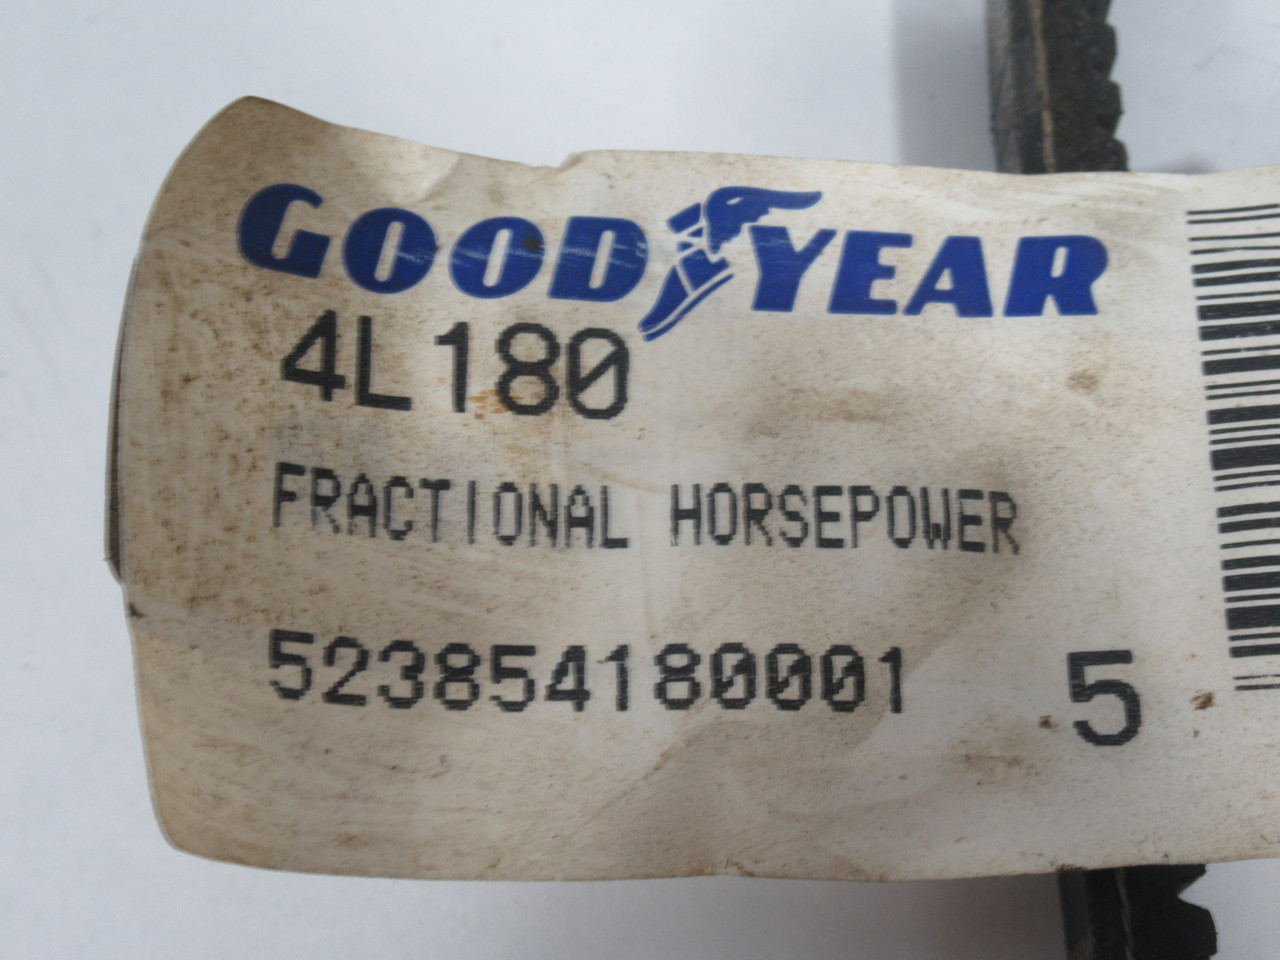 GOODYEAR
4L180
FRACTIONAL HORSEPOWER
523854180001 5